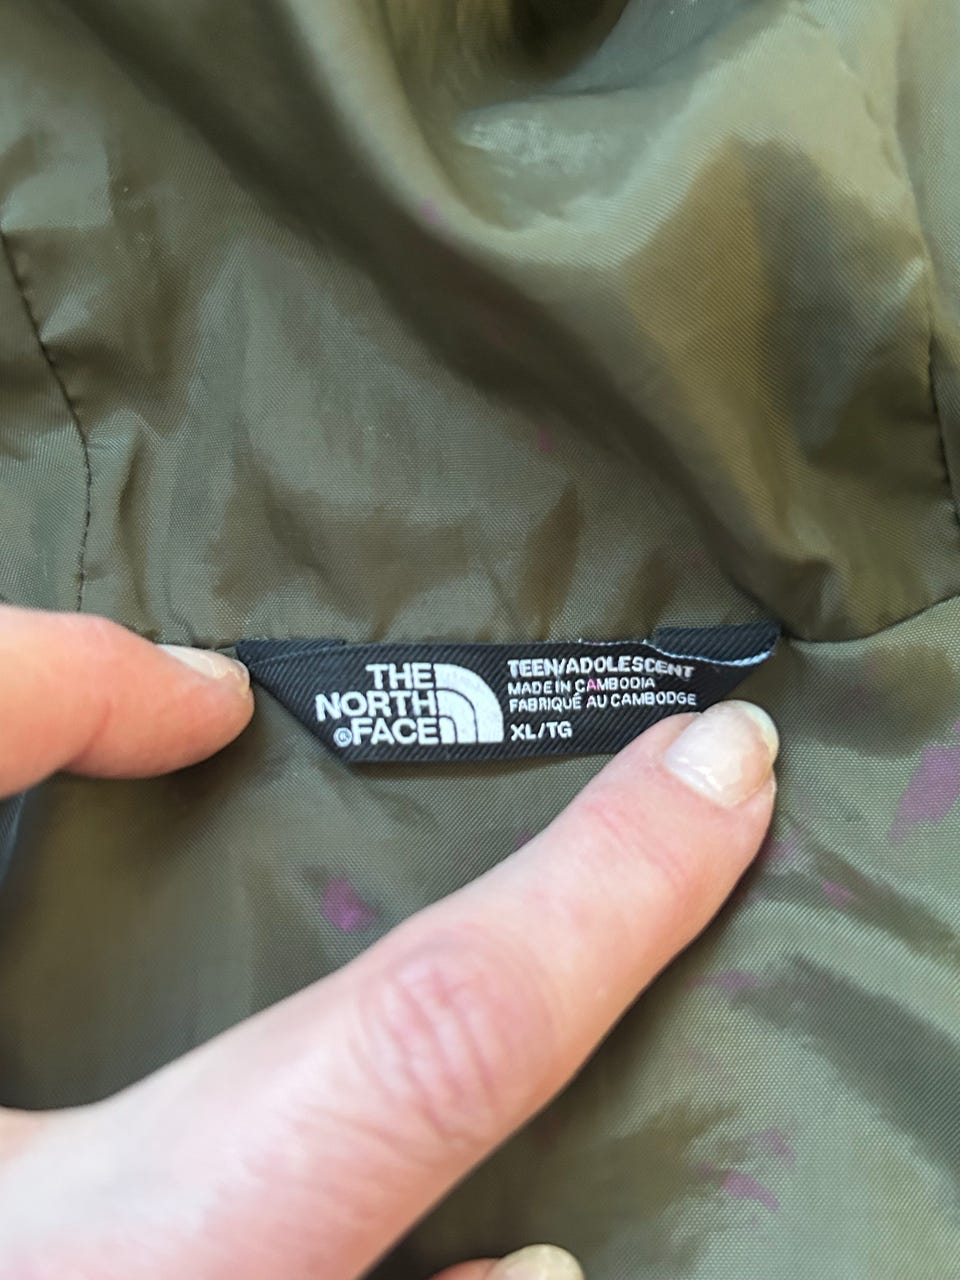 THE
NORTH
®FACE
TEEN/ADOLESCENT
MADE IN CAMBODIA
FABRIQUÉ AU CAMBODGE
XL/TG